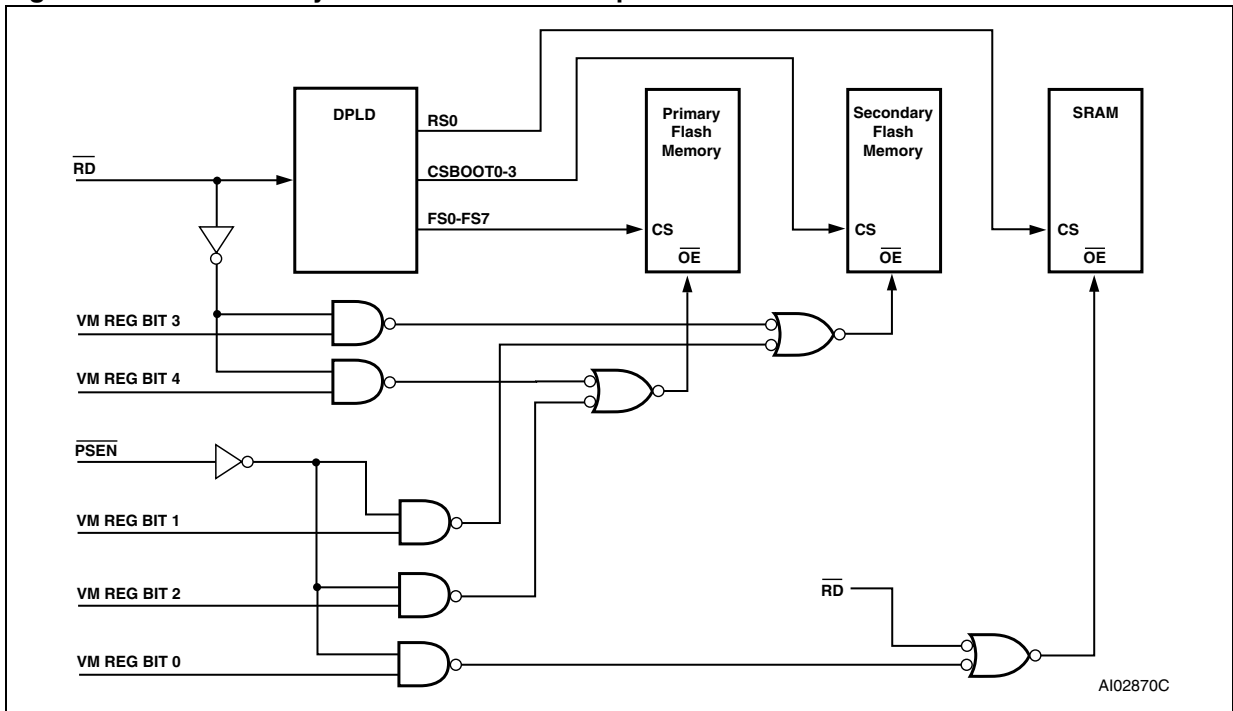 DPLD
RS0
CSBOOT0-3
FS0-FS7
Primary
Flash
Memory
CS
OE
Secondary
Flash
Memory
CS
OE
SRAM
CS
OE
RD
VM REG BIT 3
VM REG BIT 4
PSEN
VM REG BIT 1
VM REG BIT 2
VM REG BIT 0
RD
AI02870C